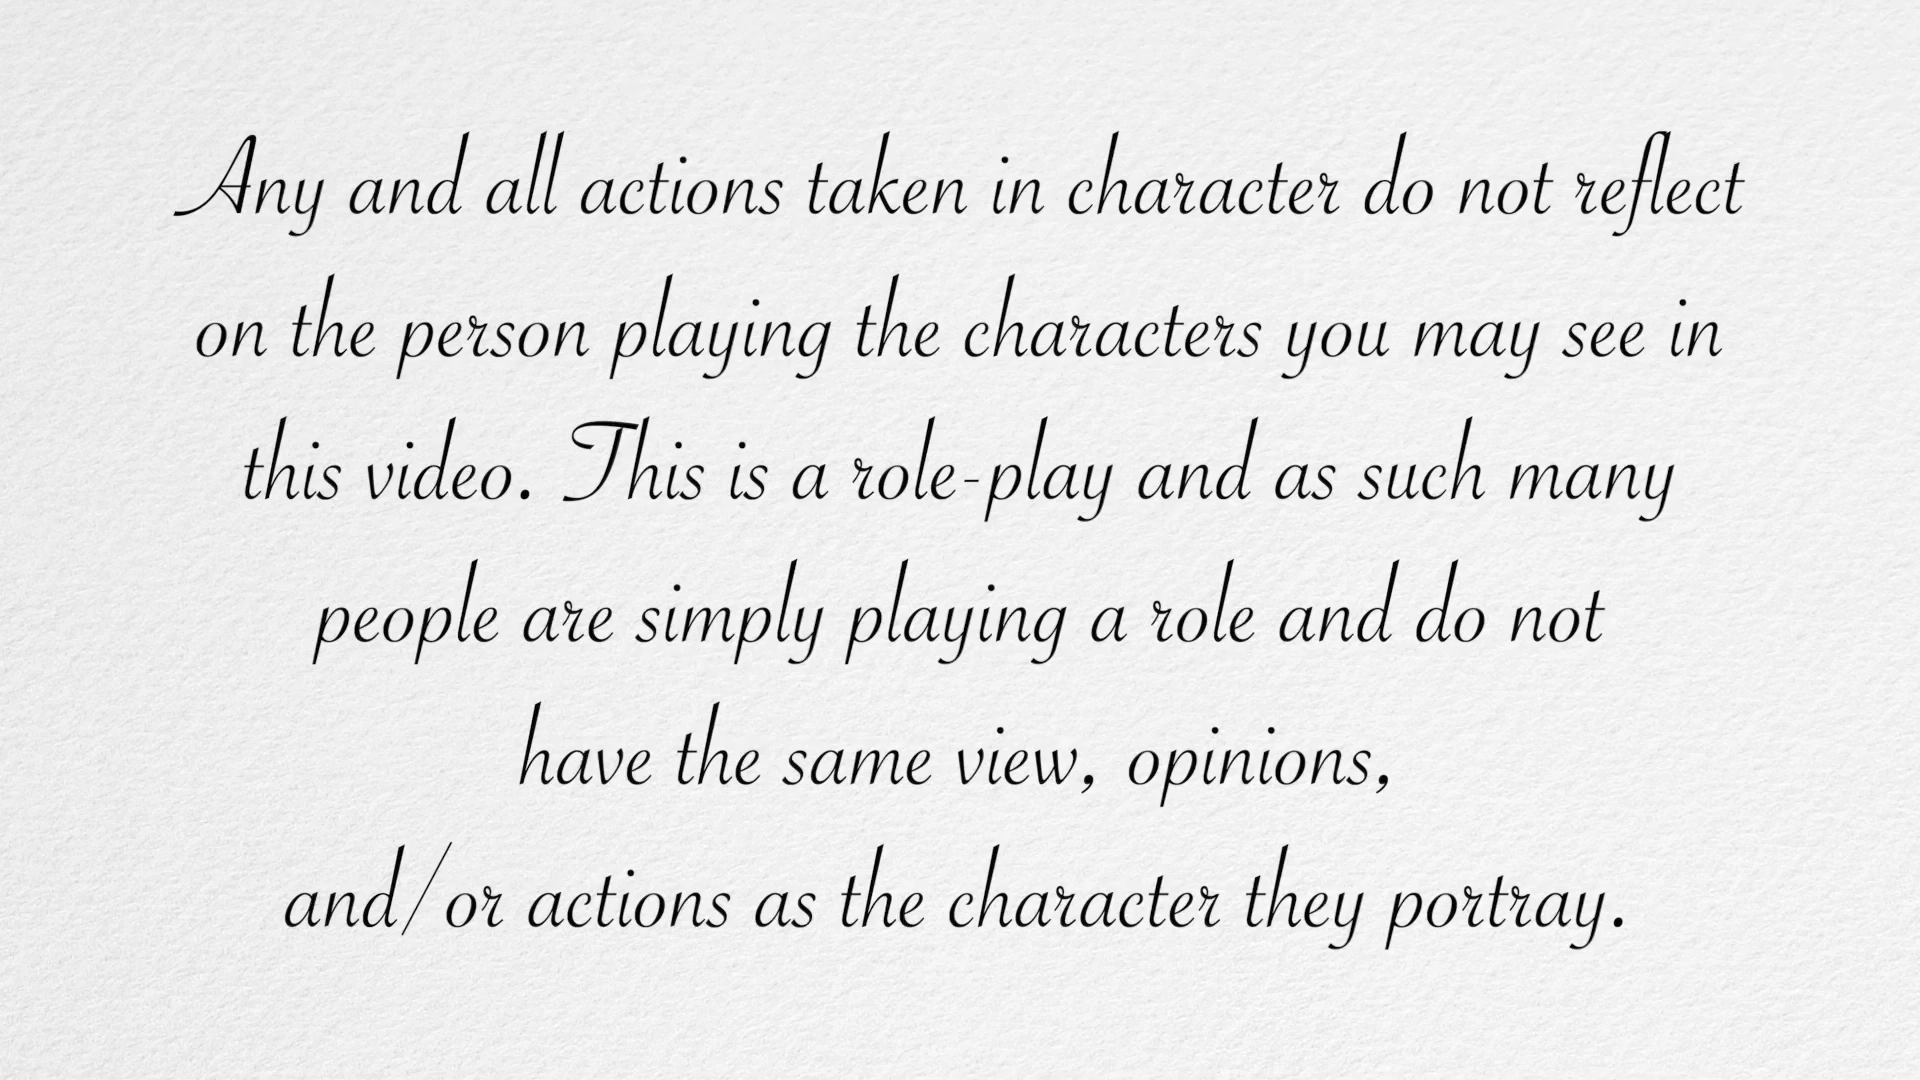 Any and all actions taken in character do not reflect
on the person playing the characters you may see in
this video. This is a role-play and as such many
people are simply playing a role and do not
have the same view, opinions,
and/or actions as the character they portray.